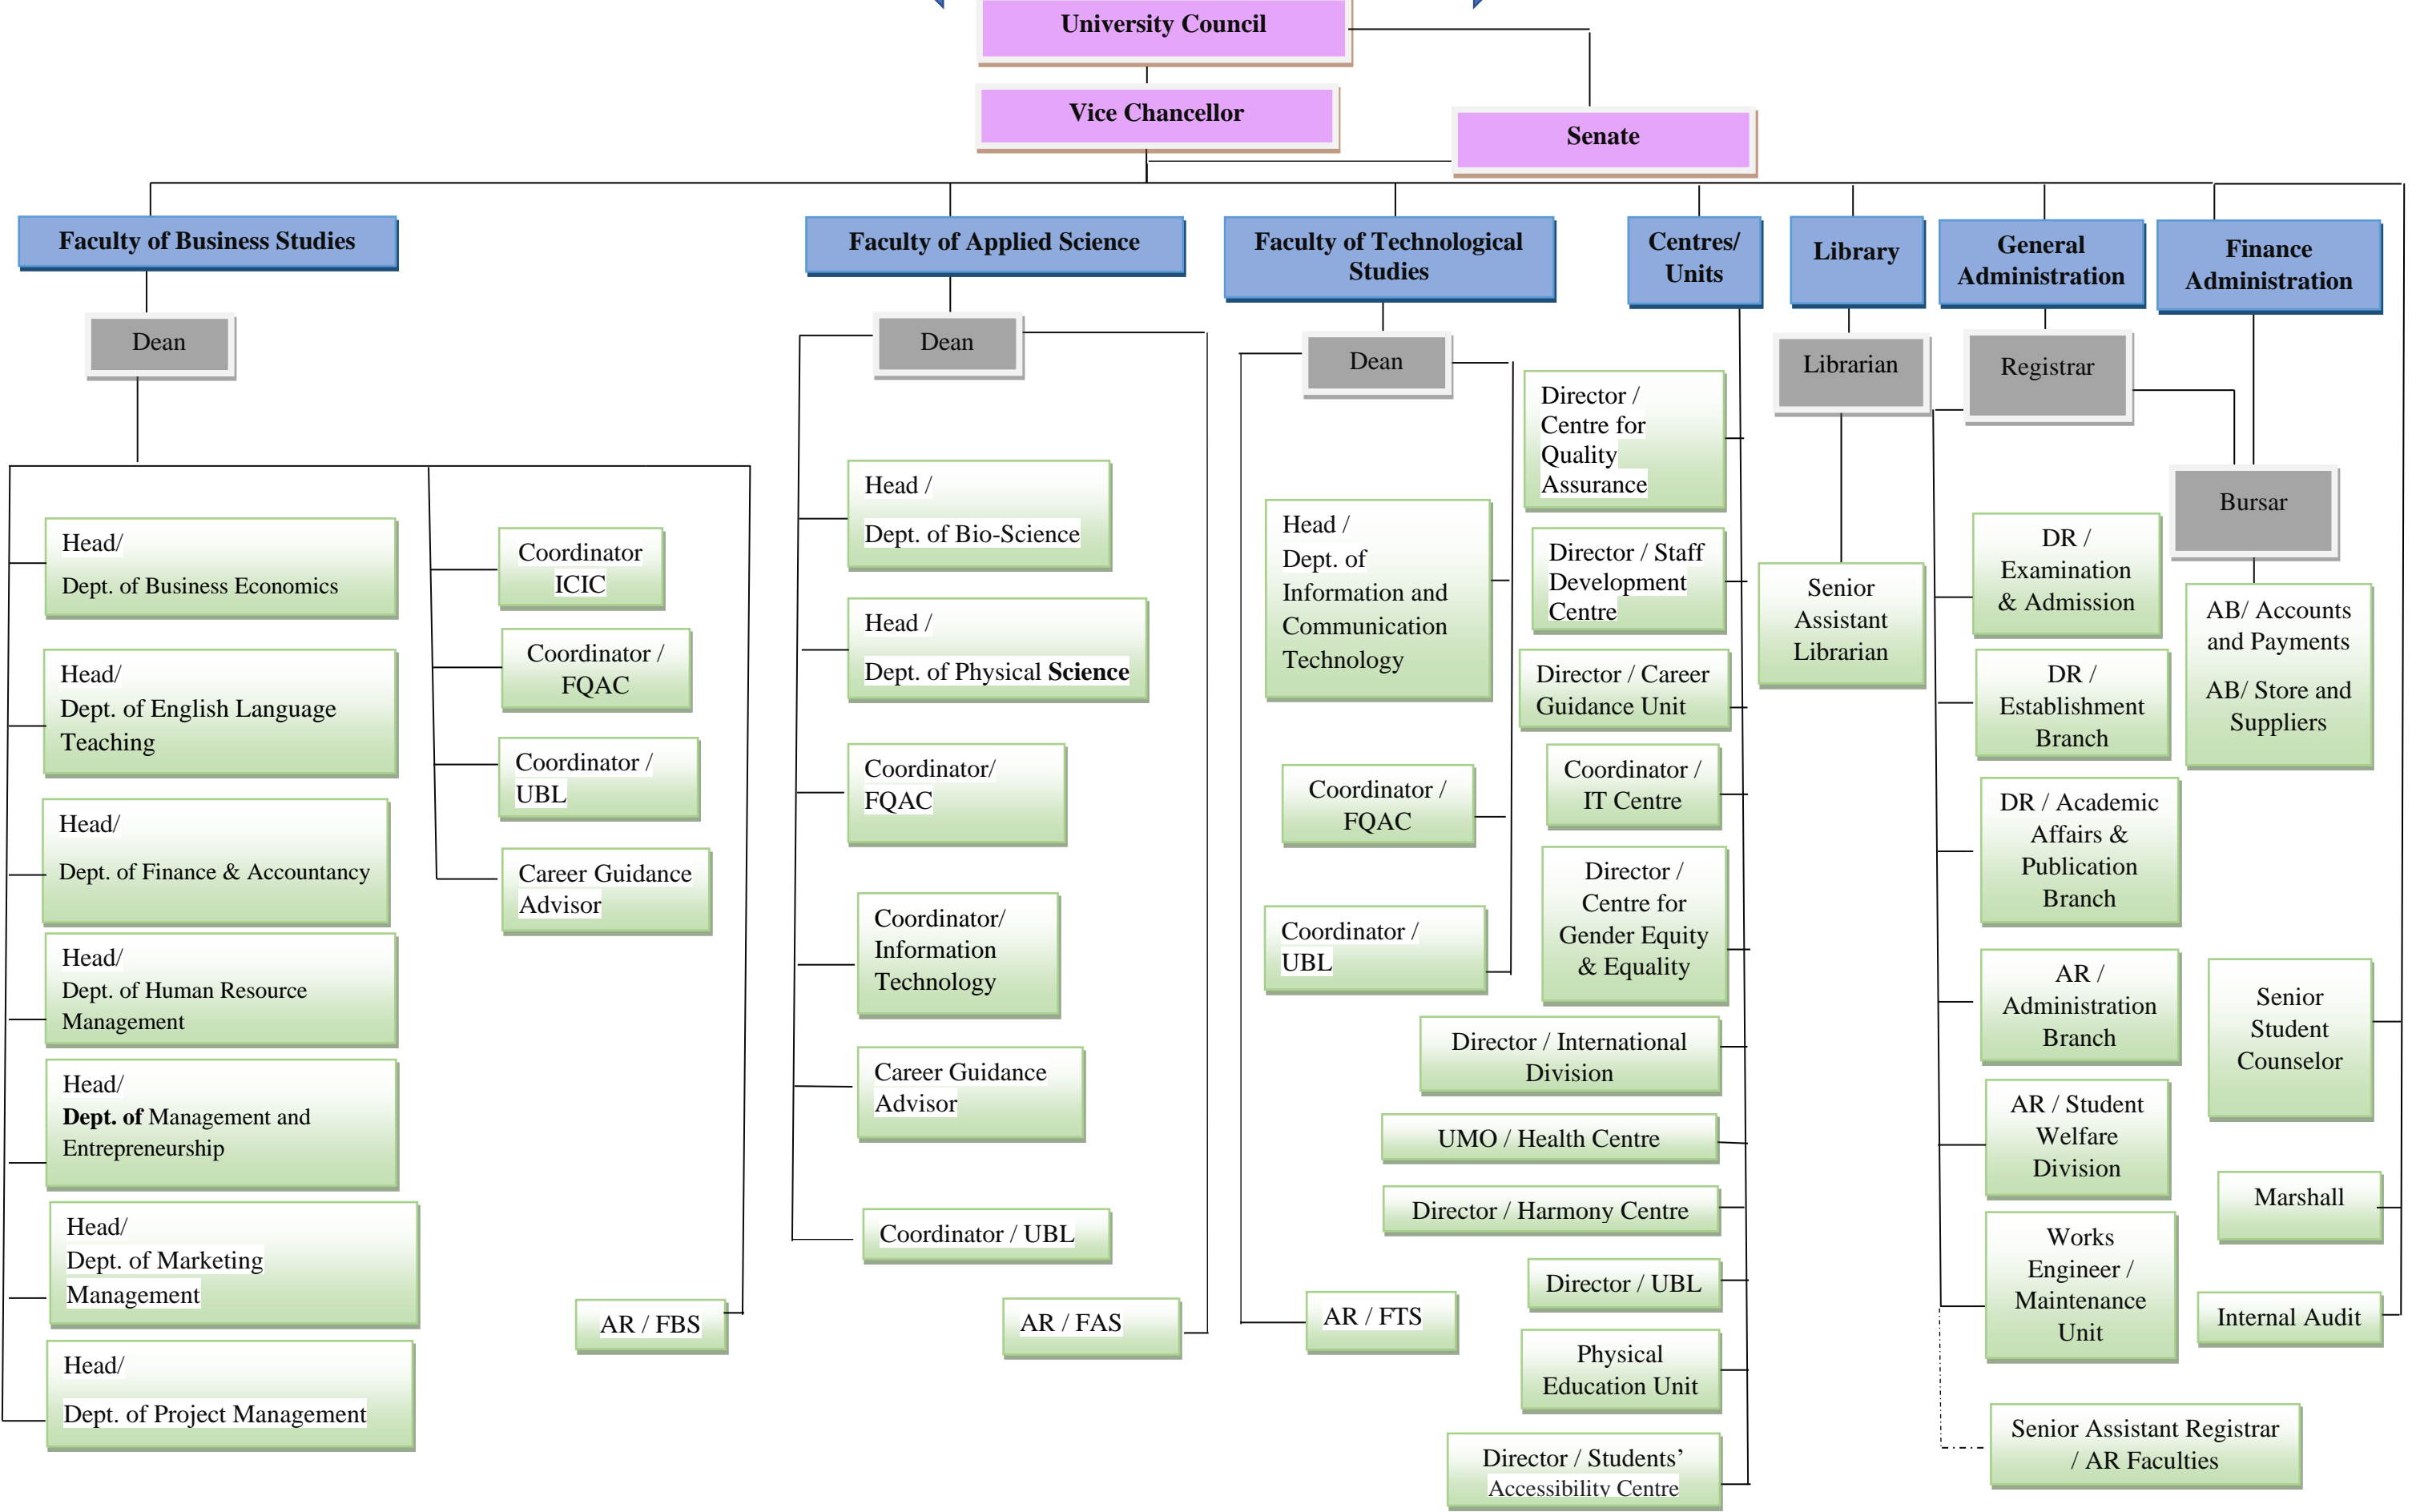 University Council
Vice Chancellor
Senate
Faculty of Business Studies
Faculty of Applied Science
Faculty of Technological
Studies
Centres/
Units
Library
General
Administration
Finance
Administration
Dean
Head/
Dept. of Business Economics
Head/
Dept. of English Language
Teaching
Head/
Dept. of Finance & Accountancy
Head/
Dept. of Human Resource
Management
Head/
Dept. of Management and
Entrepreneurship
Head/
Dept. of Marketing
Management
Head/
Dept. of Project Management
Coordinator
ICIC
Coordinator /
FQAC
Coordinator /
UBL
Career Guidance
Advisor
AR / FBS
Dean
Head /
Dept. of Bio-Science
Head /
Dept. of Physical Science
Coordinator/
FQAC
Coordinator/
Information
Technology
Career Guidance
Advisor
Coordinator / UBL
AR / FAS
Dean
Head /
Dept. of
Information and
Communication
Technology
Coordinator /
FQAC
Coordinator /
UBL
AR / FTS
Director /
Centre for
Quality
Assurance
Director / Staff
Development
Centre
Director / Career
Guidance Unit
Coordinator /
IT Centre
Director /
Centre for
Gender Equity
& Equality
Director / International
Division
UMO / Health Centre
Director / Harmony Centre
Director / UBL
Physical
Education Unit
Director / Students’
Accessibility Centre
Librarian
Senior
Assistant
Librarian
Registrar
DR /
Examination
& Admission
DR /
Establishment
Branch
DR / Academic
Affairs &
Publication
Branch
AR /
Administration
Branch
AR / Student
Welfare
Division
Works
Engineer /
Maintenance
Unit
Senior Assistant Registrar
/ AR Faculties
Bursar
AB/ Accounts
and Payments
AB/ Store and
Suppliers
Senior
Student
Counselor
Marshall
Internal Audit